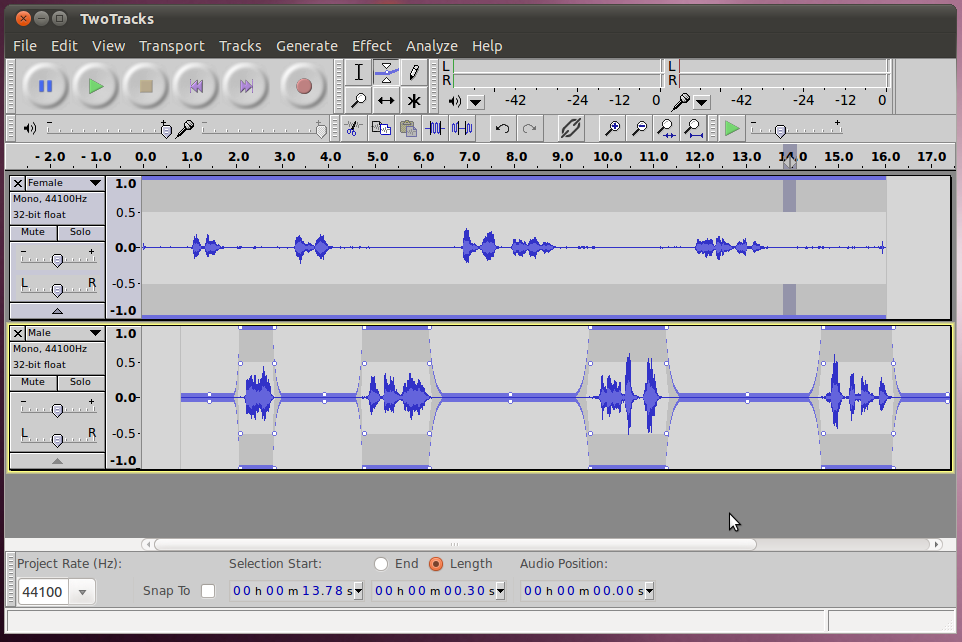 TwoTracks
File Edit View Transport Tracks Generate Effect Analyze Help
L
R
-42 -24 -12 0
L
R
-42 -24 -12 0
- 2.0 - 1.0 0.0 1.0 2.0 3.0 4.0 5.0 6.0 7.0 8.0 9.0 10.0 11.0 12.0 13.0 14.0 15.0 16.0 17.0
Female
Mono, 44100Hz
32-bit float
Mute Solo
- +
L R
1.0
0.5
0.0
-0.5
-1.0
Male
Mono, 44100Hz
32-bit float
Mute Solo
- +
L R
1.0
0.5
0.0
-0.5
-1.0
Project Rate (Hz): Selection Start: End Length Audio Position:
44100 Snap To 00 h 00 m 13.78 s 00 h 00 m 00.30 s 00 h 00 m 00.00 s